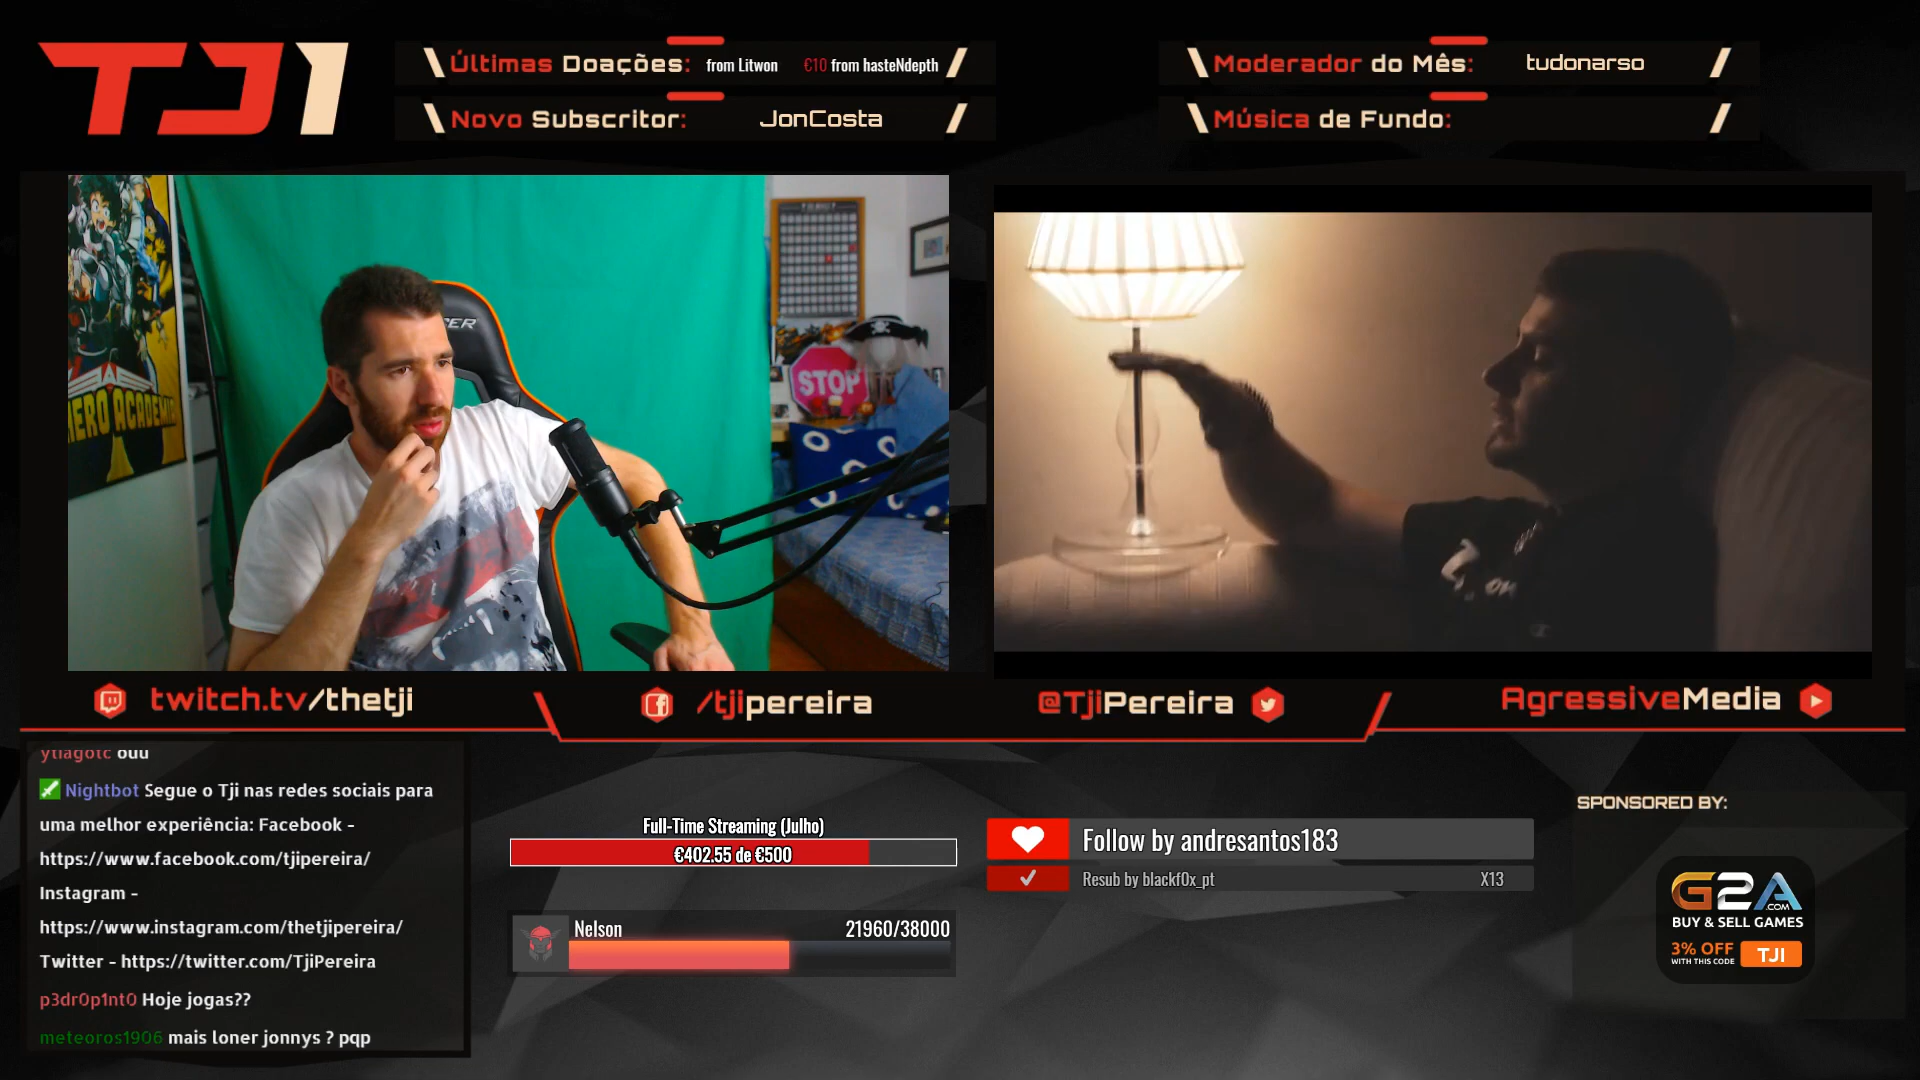 TJI
Últimas Doações: from Litwon €10 from hasteNdepth
Novo Subscritor: JonCosta
Moderador do Mês: tudonarso
Música de Fundo:
HERO ACADEMIA
STOP
twitch.tv/thetji
/tjipereira
@TjiPereira
AgressiveMedia
ytiagotc ouu
Nightbot Segue o Tji nas redes sociais para
uma melhor experiência: Facebook -
https://www.facebook.com/tjipereira/
Instagram -
https://www.instagram.com/thetjipereira/
Twitter - https://twitter.com/TjiPereira
p3dr0p1nt0 Hoje jogas??
meteoros1906 mais loner jonnys ? pqp
Full-Time Streaming (Julho)
€402.55 de €500
Nelson 21960/38000
Follow by andresantos183
Resub by blackf0x_pt X13
SPONSORED BY:
G2A
.COM
BUY & SELL GAMES
3% OFF
WITH THIS CODE
TJI